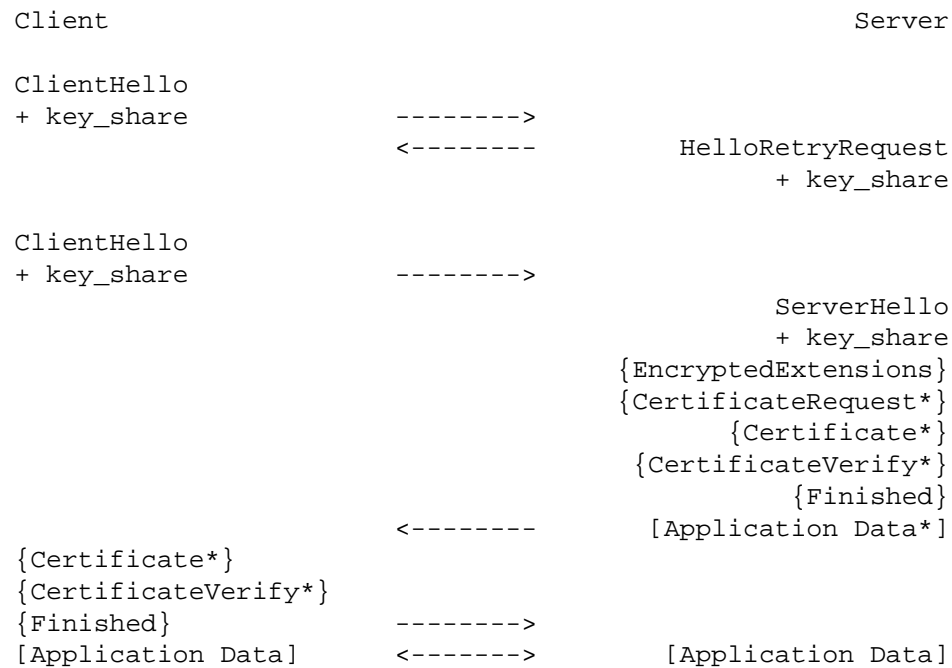 Client                                               Server

ClientHello
+ key_share             -------->
                        <--------         HelloRetryRequest
                                                + key_share

ClientHello
+ key_share             -------->
                                                ServerHello
                                                + key_share
                                      {EncryptedExtensions}
                                      {CertificateRequest*}
                                             {Certificate*}
                                       {CertificateVerify*}
                                                 {Finished}
                        <--------       [Application Data*]
{Certificate*}
{CertificateVerify*}
{Finished}              -------->
[Application Data]      <------->        [Application Data]